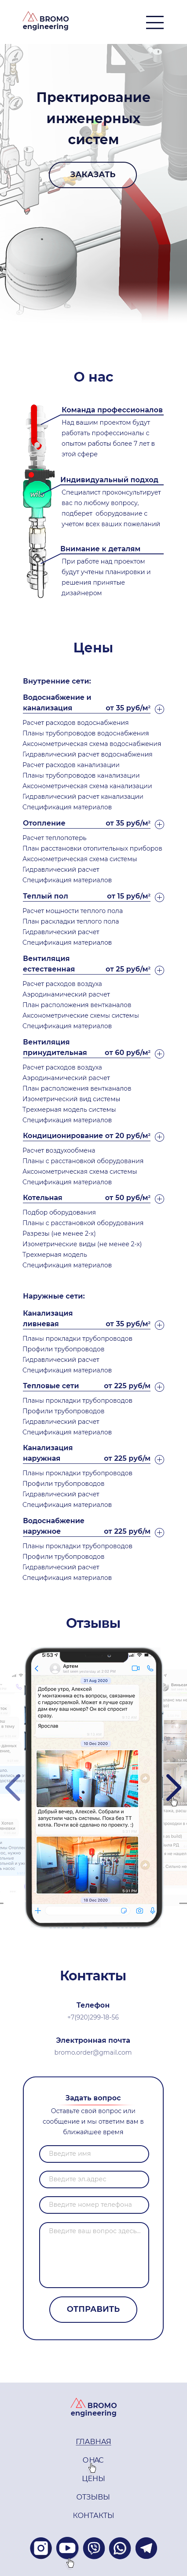 BROMO
engineering
Пректирование
инженерных
систем
ЗАКАЗАТЬ
О нас
Команда профессионалов
Над вашим проектом будут
работать профессионалы с
опытом работы более 7 лет в
этой сфере
Индивидуальный подход
Специалист проконсультирует
вас по любому вопросу,
подберет оборудование с
учетом всех ваших пожеланий
Внимание к деталям
При работе над проектом
будут учтены планировки и
решения принятые
дизайнером
Цены
Внутренние сети:
Водоснабжение и
канализация от 35 руб/м²
Расчет расходов водоснабжения
Планы трубопроводов водоснабжения
Аксонометрическая схема водоснабжения
Гидравлический расчет водоснабжения
Расчет расходов канализации
Планы трубопроводов канализации
Аксонометрическая схема канализации
Гидравлический расчет канализации
Спецификация материалов
Отопление от 35 руб/м²
Расчет теплопотерь.
План расстановки отопительных приборов
Аксонометрическая схема системы
Гидравлический расчет
Спецификация материалов
Теплый пол от 15 руб/м²
Расчет мощности теплого пола
План раскладки теплого пола
Гидравлический расчет
Спецификация материалов
Вентиляция
естественная от 25 руб/м²
Расчет расходов воздуха
Аэродинамический расчет
План расположения вентканалов
Аксонометрические схемы системы
Спецификация материалов
Вентиляция
принудительная от 60 руб/м²
Расчет расходов воздуха
Аэродинамический расчет
План расположения вентканалов
Изометрический вид системы
Трехмерная модель системы
Спецификация материалов
Кондиционирование от 20 руб/м²
Расчет воздухообмена
Планы с расстановкой оборудования
Аксонометрическая схема системы
Спецификация материалов
Котельная от 50 руб/м²
Подбор оборудования
Планы с расстановкой оборудования
Разрезы (не менее 2-х)
Изометрические виды (не менее 2-х)
Трехмерная модель
Спецификация материалов
Наружные сети:
Канализация
ливневая от 35 руб/м²
Планы прокладки трубопроводов
Профили трубопроводов
Гидравлический расчет
Спецификация материалов
Тепловые сети от 225 руб/м
Планы прокладки трубопроводов
Профили трубопроводов
Гидравлический расчет
Спецификация материалов
Канализация
наружная от 225 руб/м
Планы прокладки трубопроводов
Профили трубопроводов
Гидравлический расчет
Спецификация материалов
Водоснабжение
наружное от 225 руб/м
Планы прокладки трубопроводов
Профили трубопроводов
Гидравлический расчет
Спецификация материалов
Отзывы
5:53
Артем
31 Aug 2020
Доброе утро, Алексей
У монтажника есть вопросы, связанные
с гидрострелкой. Может я лучше сразу
дам ему ваш номер? Он всё спросит
сразу.
Ярослав
10 Dec 2020
Добрый вечер, Алексей. Собрали и
запустили часть системы. Пока без ТТ
котла. Почти всё сделано по проекту. :)
19 Dec 2020
Контакты
Телефон
+7(920)299-18-56
Электронная почта
bromo.order@gmail.com
Задать вопрос
Оставьте свой вопрос или
сообщение и мы ответим вам в
ближайшее время
Введите имя
Введите эл.адрес
Введите номер телефона
Введите ваш вопрос здесь...
ОТПРАВИТЬ
BROMO
engineering
ГЛАВНАЯ
О НАС
ЦЕНЫ
ОТЗЫВЫ
КОНТАКТЫ